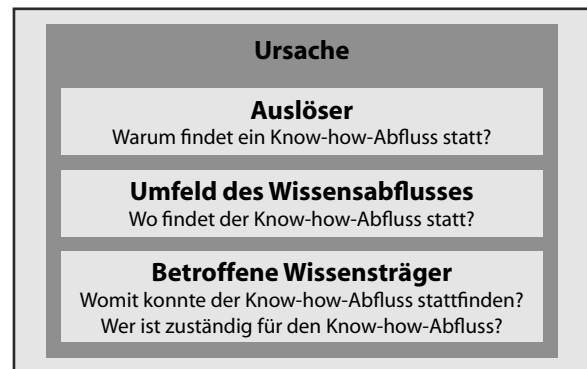 Ursache
Auslöser
Warum findet ein Know-how-Abfluss statt?
Umfeld des Wissensabflusses
Wo findet der Know-how-Abfluss statt?
Betroffene Wissensträger
Womit konnte der Know-how-Abfluss stattfinden?
Wer ist zuständig für den Know-how-Abfluss?